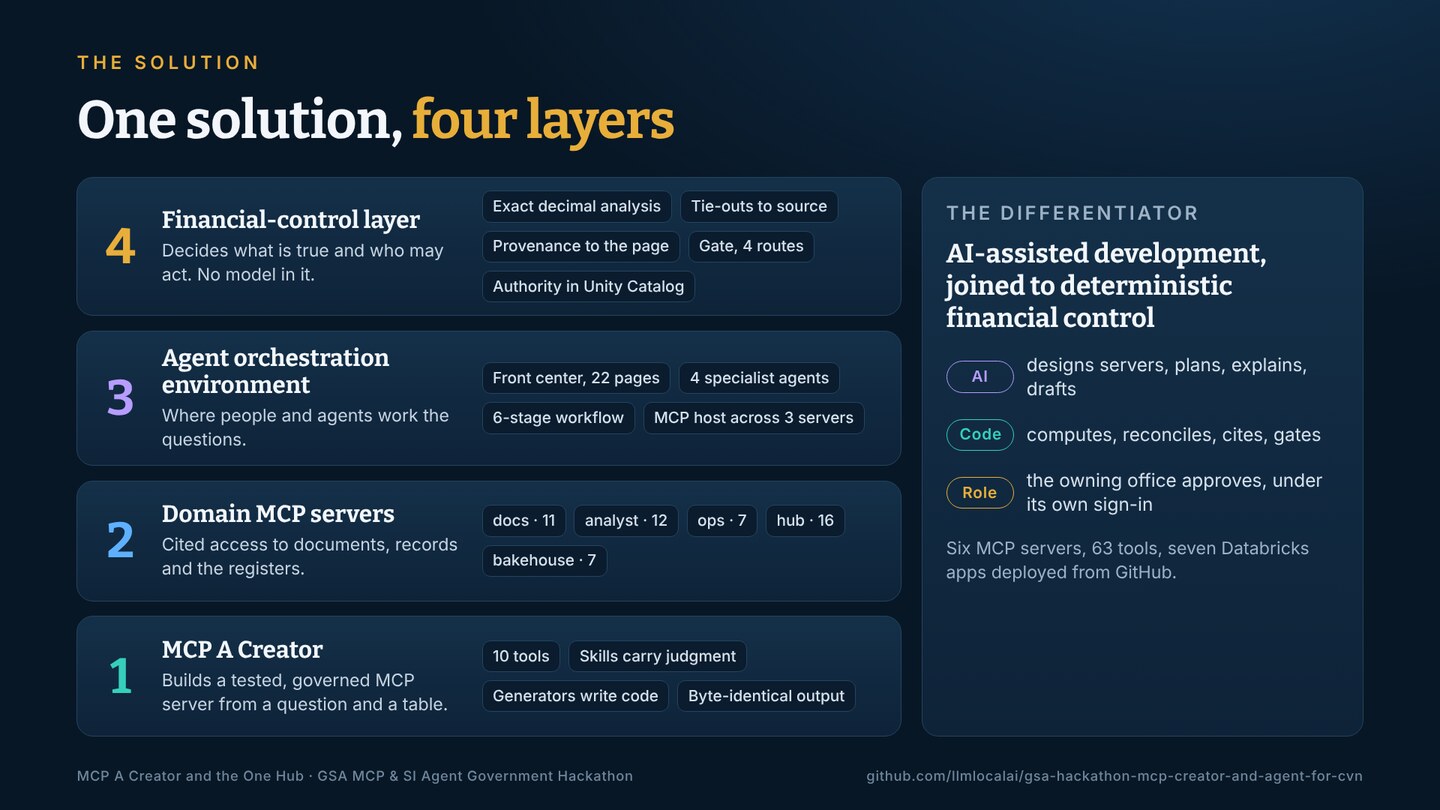 THE SOLUTION
One solution, four layers
4
Financial-control layer
Decides what is true and who may
act. No model in it.
Exact decimal analysis
Tie-outs to source
Provenance to the page
Gate, 4 routes
Authority in Unity Catalog
3
Agent orchestration
environment
Where people and agents work the
questions.
Front center, 22 pages
4 specialist agents
6-stage workflow
MCP host across 3 servers
2
Domain MCP servers
Cited access to documents, records
and the registers.
docs · 11
analyst · 12
ops · 7
hub · 16
bakehouse · 7
1
MCP A Creator
Builds a tested, governed MCP
server from a question and a table.
10 tools
Skills carry judgment
Generators write code
Byte-identical output
THE DIFFERENTIATOR
AI-assisted development,
joined to deterministic
financial control
AI
designs servers, plans, explains,
drafts
Code
computes, reconciles, cites, gates
Role
the owning office approves, under
its own sign-in
Six MCP servers, 63 tools, seven Databricks
apps deployed from GitHub.
MCP A Creator and the One Hub · GSA MCP & SI Agent Government Hackathon
github.com/llmlocalai/gsa-hackathon-mcp-creator-and-agent-for-cvn